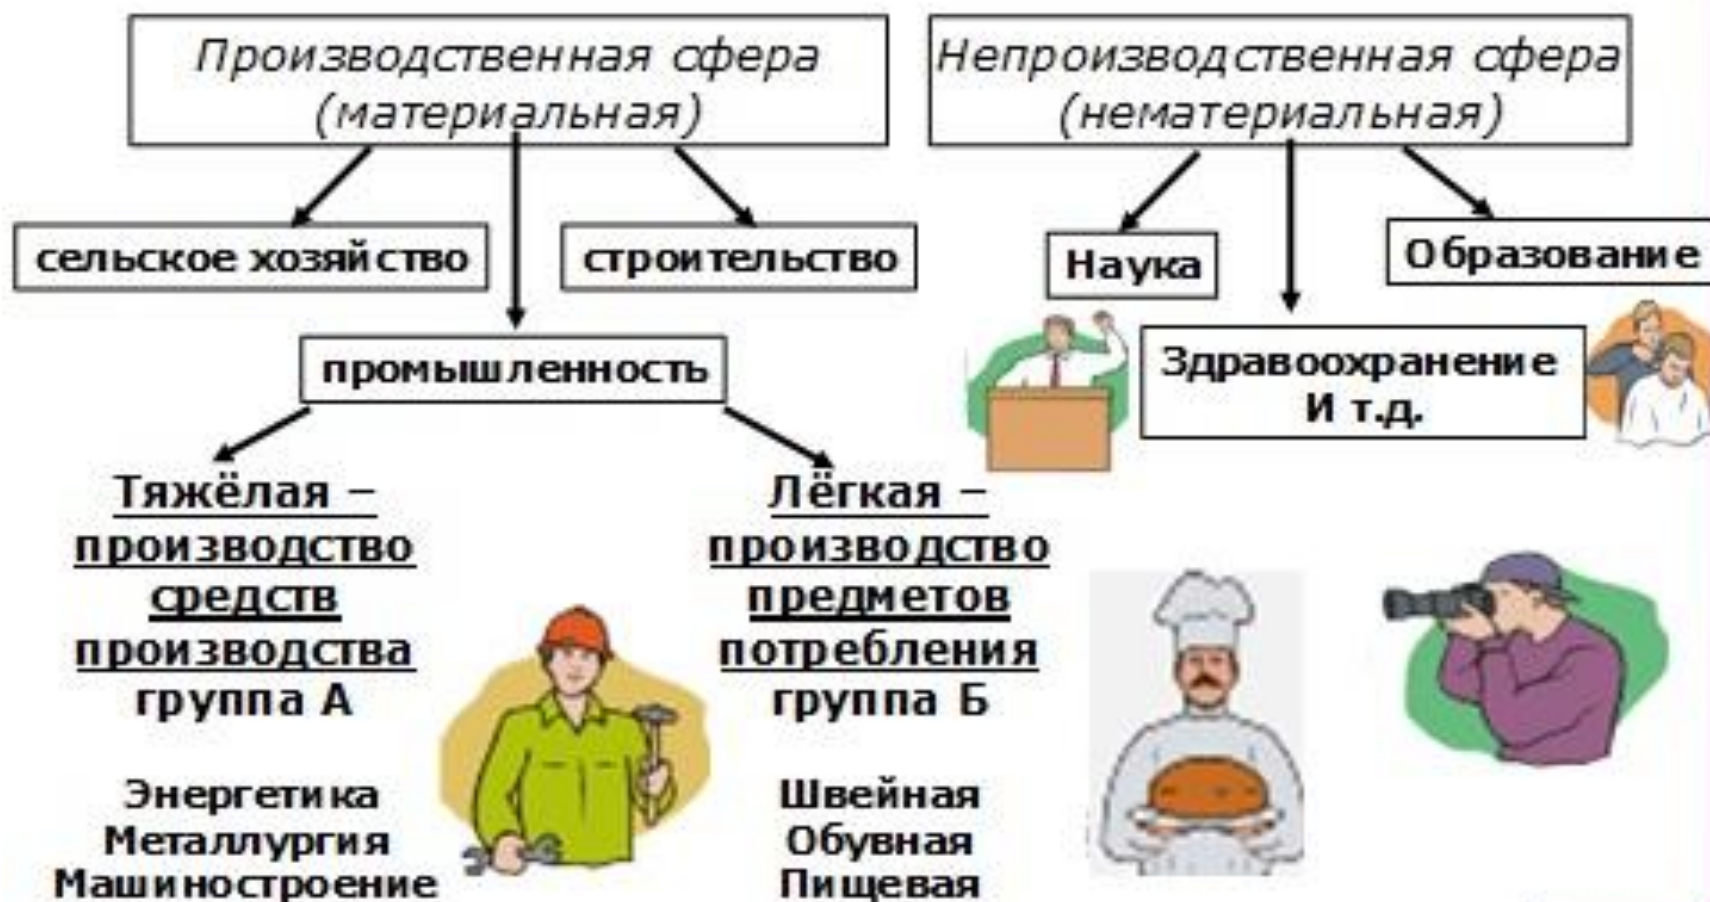 Производственная сфера
(материальная)
Непроизводственная сфера
(нематериальная)
сельское хозяйство
строительство
Наука
Образование
промышленность
Здравоохранение
И т.д.
Тяжёлая –
производство
средств
производства
группа А
Лёгкая –
производство
предметов
потребления
группа Б
Энергетика
Металлургия
Машиностроение
Швейная
Обувная
Пищевая